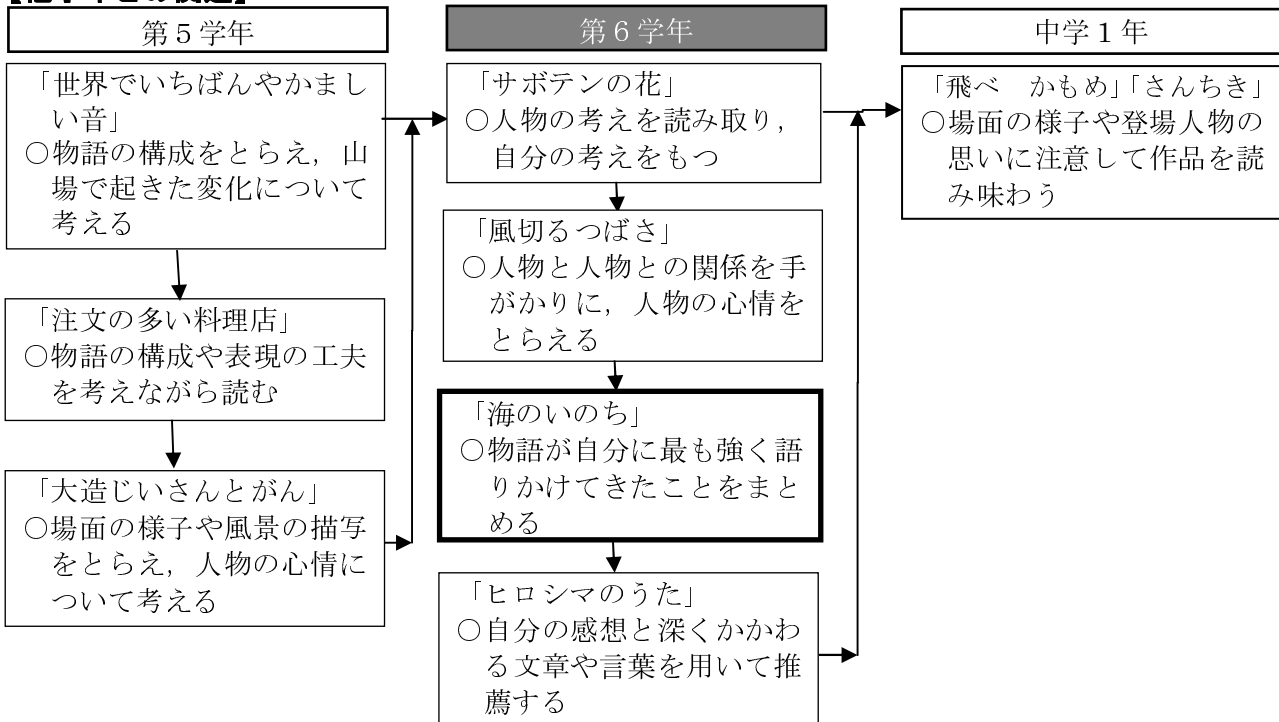 第５学年
「世界でいちばんやかまし
い音」
○物語の構成をとらえ，山
場で起きた変化について
考える
「注文の多い料理店」
○物語の構成や表現の工夫
を考えながら読む
「大造じいさんとがん」
○場面の様子や風景の描写
をとらえ，人物の心情に
ついて考える
第６学年
「サボテンの花」
○人物の考えを読み取り，
自分の考えをもつ
「風切るつばさ」
○人物と人物との関係を手
がかりに，人物の心情を
とらえる
「海のいのち」
○物語が自分に最も強く語
りかけてきたことをまと
める
「ヒロシマのうた」
○自分の感想と深くかかわ
る文章や言葉を用いて推
薦する
中学１年
「飛べ　かもめ」「さんちき」
○場面の様子や登場人物の
思いに注意して作品を読
み味わう